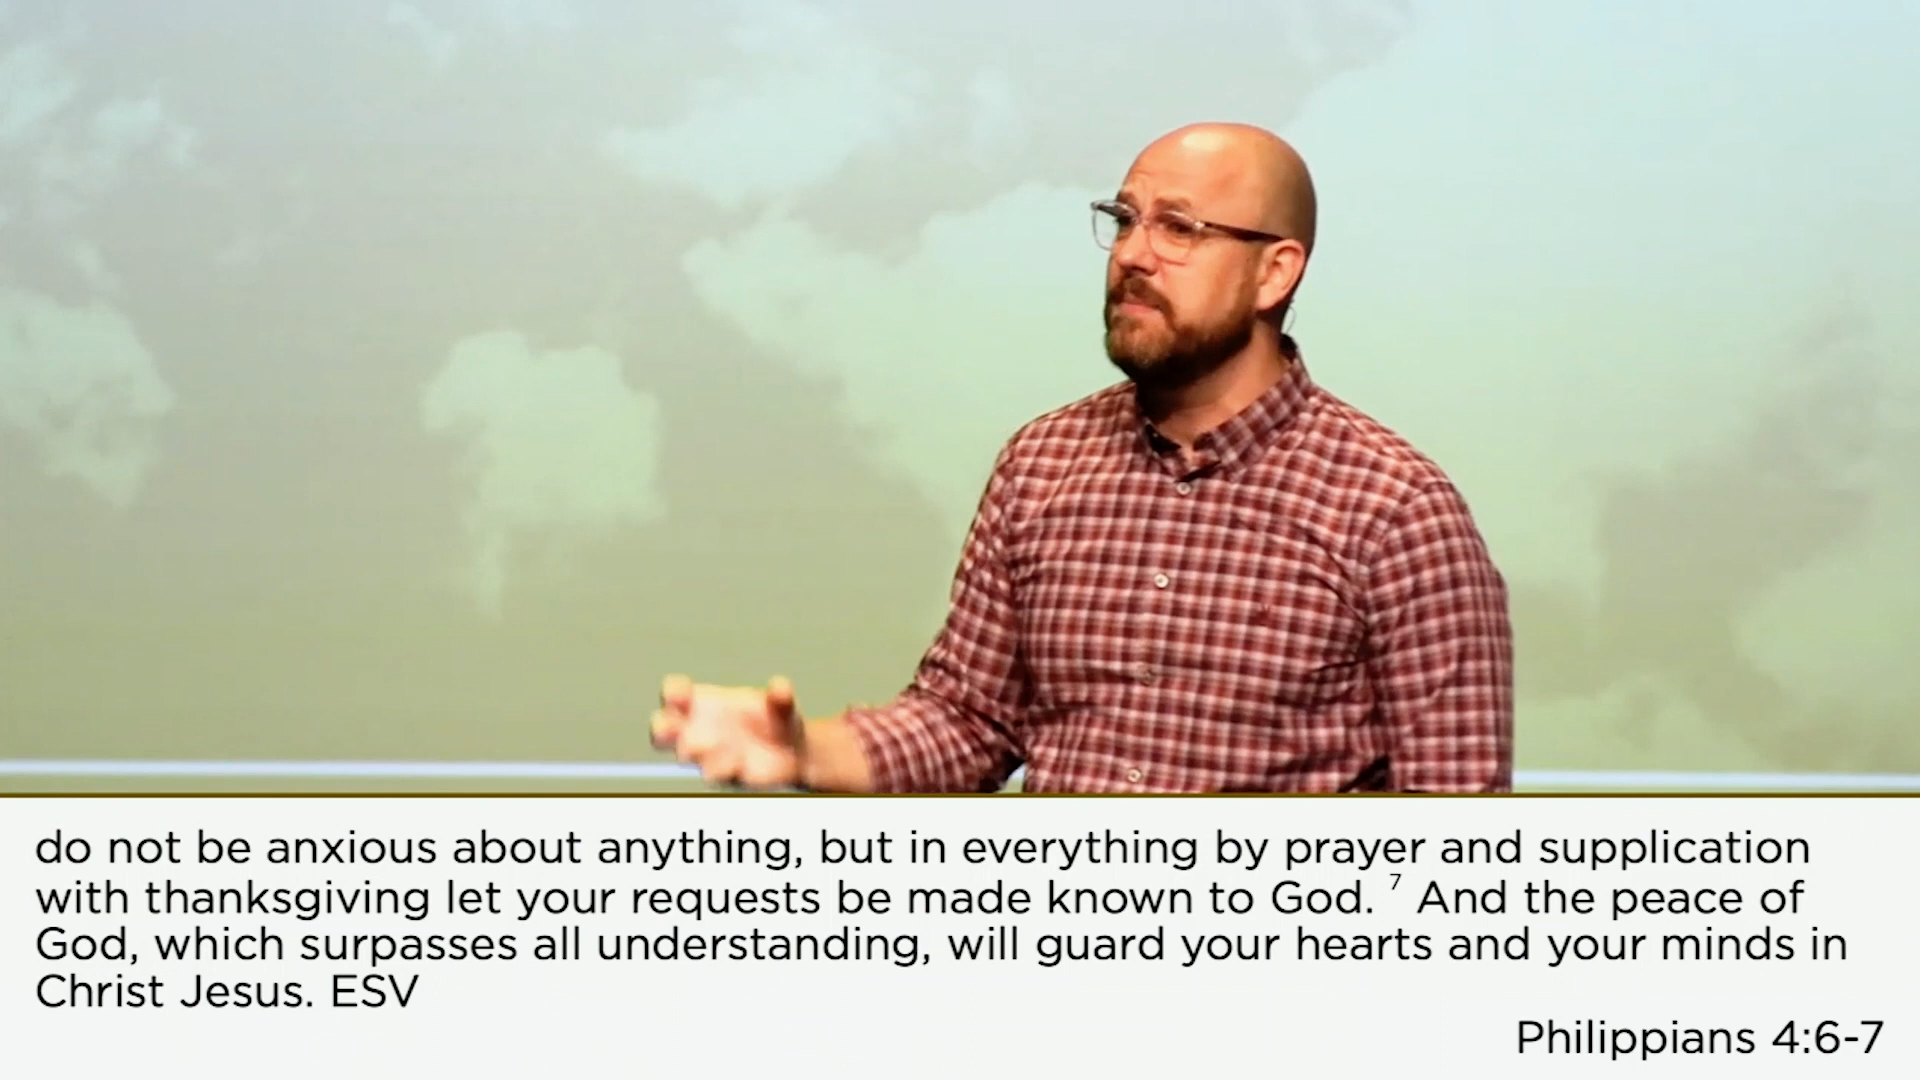 do not be anxious about anything, but in everything by prayer and supplication
with thanksgiving let your requests be made known to God. ⁷ And the peace of
God, which surpasses all understanding, will guard your hearts and your minds in
Christ Jesus. ESV
Philippians 4:6-7